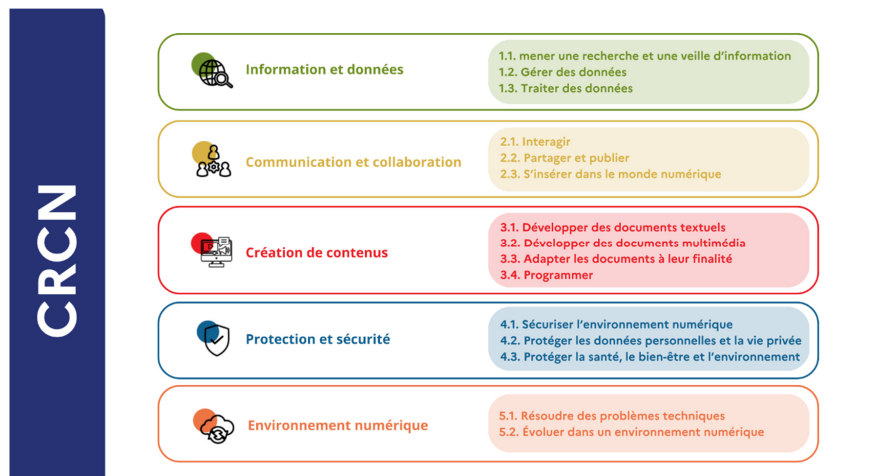 CRCN
Information et données
1.1. mener une recherche et une veille d'information
1.2. Gérer des données
1.3. Traiter des données
Communication et collaboration
2.1. Interagir
2.2. Partager et publier
2.3. S'insérer dans le monde numérique
Création de contenus
3.1. Développer des documents textuels
3.2. Développer des documents multimédia
3.3. Adapter les documents à leur finalité
3.4. Programmer
Protection et sécurité
4.1. Sécuriser l'environnement numérique
4.2. Protéger les données personnelles et la vie privée
4.3. Protéger la santé, le bien-être et l'environnement
Environnement numérique
5.1. Résoudre des problèmes techniques
5.2. Évoluer dans un environnement numérique